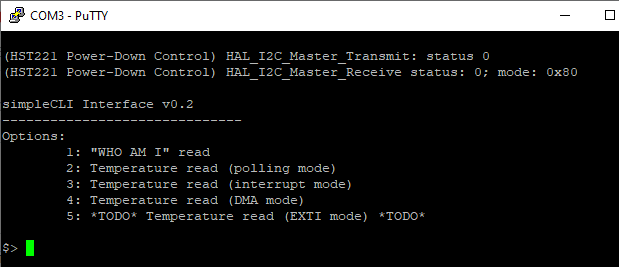 COM3 - PuTTY
(HST221 Power-Down Control) HAL_I2C_Master_Transmit: status 0
(HST221 Power-Down Control) HAL_I2C_Master_Receive status: 0; mode: 0x80
simpleCLI Interface v0.2
------------------------------
Options:
1: "WHO AM I" read
2: Temperature read (polling mode)
3: Temperature read (interrupt mode)
4: Temperature read (DMA mode)
5: *TODO* Temperature read (EXTI mode) *TODO*
$>